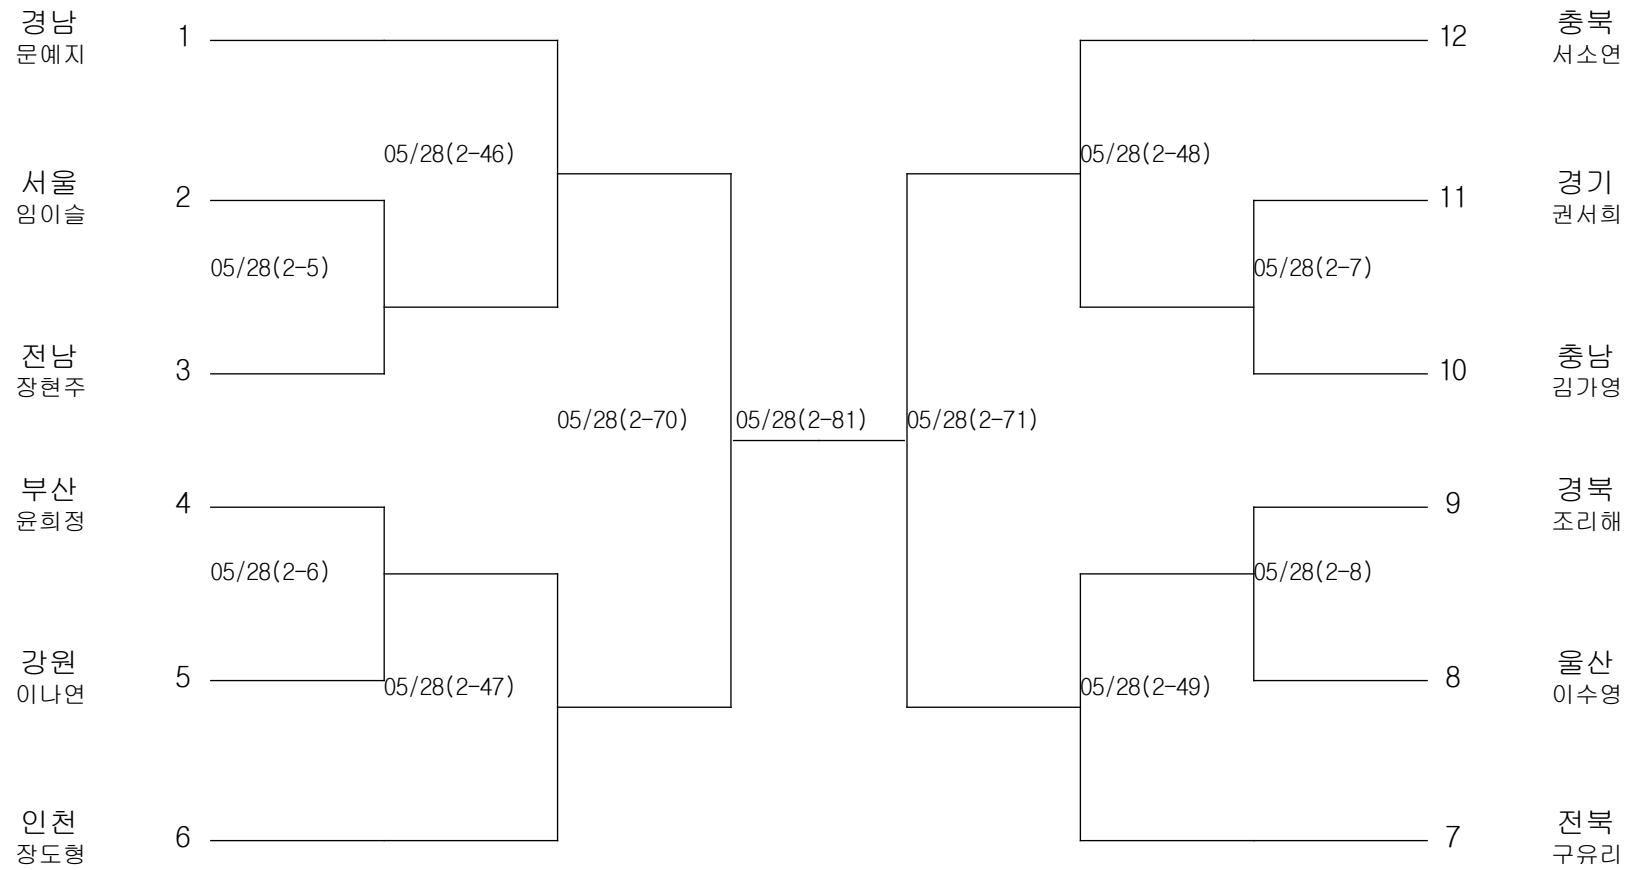 경남
문예지
1
12
충북
서소연
05/28(2-46)
05/28(2-48)
서울
임이슬
2
11
경기
권서희
05/28(2-5)
05/28(2-7)
전남
장현주
3
10
충남
김가영
05/28(2-70)
05/28(2-81)
05/28(2-71)
부산
윤희정
4
9
경북
조리해
05/28(2-6)
05/28(2-8)
강원
이나연
5
8
울산
이수영
05/28(2-47)
05/28(2-49)
인천
장도형
6
7
전북
구유리